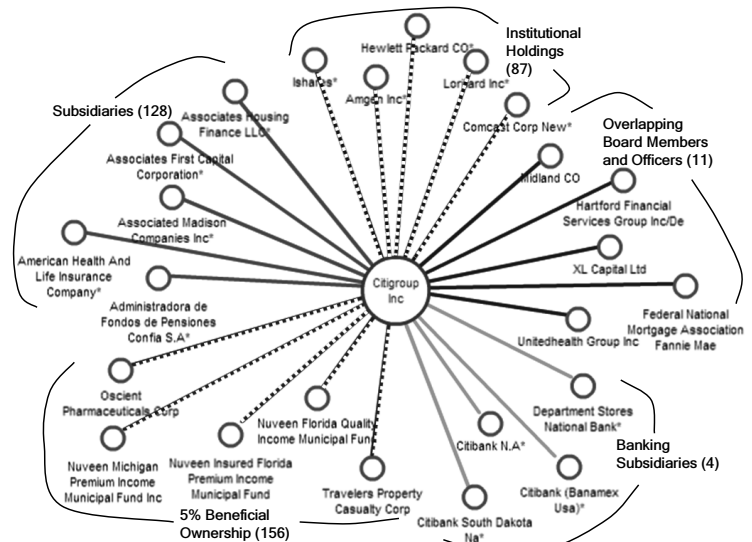 Institutional
Holdings
(87)
Hewlett Packard CO*
Ishares*
Amgen Inc*
Lorillard Inc*
Comcast Corp New*
Subsidiaries (128)
Associates Housing
Finance LLC*
Associates First Capital
Corporation*
Associated Madison
Companies Inc*
American Health And
Life Insurance
Company*
Administradora de
Fondos de Pensiones
Confia S.A*
Overlapping
Board Members
and Officers (11)
Midland CO
Hartford Financial
Services Group Inc/De
XL Capital Ltd
Federal National
Mortgage Association
Fannie Mae
Unitedhealth Group Inc
Citigroup
Inc
Oscient
Pharmaceuticals Corp
Nuveen Michigan
Premium Income
Municipal Fund Inc
Nuveen Insured Florida
Premium Income
Municipal Fund
Nuveen Florida Quality
Income Municipal Fund
Travelers Property
Casualty Corp
5% Beneficial
Ownership (156)
Department Stores
National Bank*
Citibank N.A*
Citibank (Banamex
Usa)*
Citibank South Dakota
Na*
Banking
Subsidiaries (4)